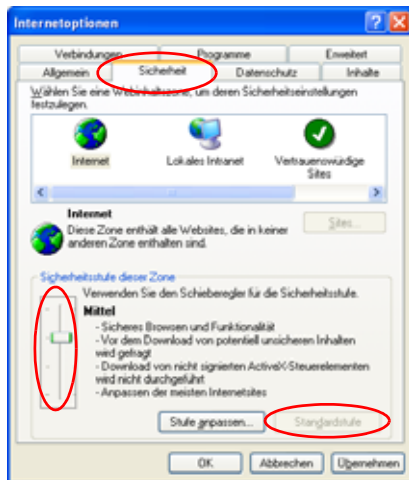 Internetoptionen
Verbindungen Programme Erweitert
Allgemein Sicherheit Datenschutz Inhalte
Wählen Sie eine Webinhaltszone, um deren Sicherheitseinstellungen
festzulegen.
Internet Lokales Intranet Vertrauenswürdige
Sites
Internet
Diese Zone enthält alle Websites, die in keiner
anderen Zone enthalten sind.
Sites...
Sicherheitsstufe dieser Zone
Verwenden Sie den Schieberegler für die Sicherheitsstufe.
Mittel
- Sicheres Browsen und Funktionalität
- Vor dem Download von potentiell unsicheren Inhalten
wird gefragt
- Download von nicht signierten ActiveX-Steuerelementen
wird nicht durchgeführt
- Anpassen der meisten Internetsites
Stufe anpassen... Standardstufe
OK Abbrechen Übernehmen